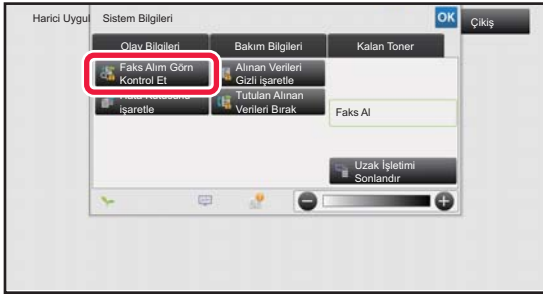 Harici Uygul
Sistem Bilgileri
OK
Çıkış
Olay Bilgileri
Bakım Bilgileri
Kalan Toner
Faks Alım Görn
Kontrol Et
Alınan Verileri
Gizli işaretle
işaretle
Tutulan Alınan
Verileri Bırak
Faks Al
Uzak İşletimi
Sonlandır